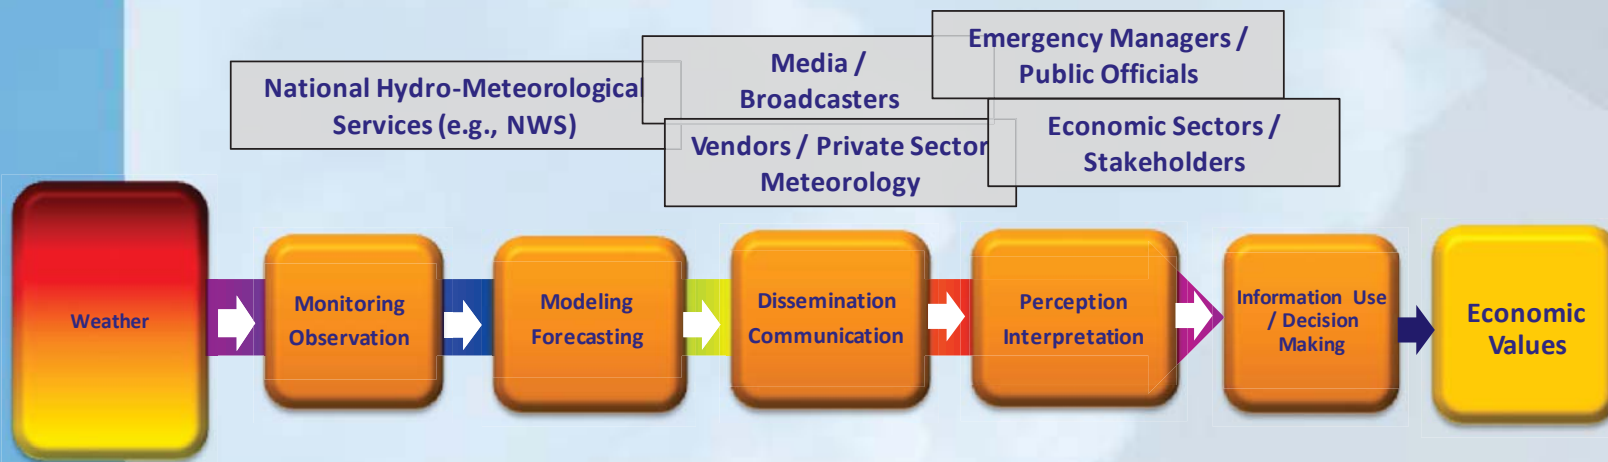 National Hydro-Meteorological
Services (e.g., NWS)
Media /
Broadcasters
Vendors / Private Sector
Meteorology
Emergency Managers /
Public Officials
Economic Sectors /
Stakeholders
Weather
Monitoring
Observation
Modeling
Forecasting
Dissemination
Communication
Perception
Interpretation
Information Use
/ Decision
Making
Economic
Values